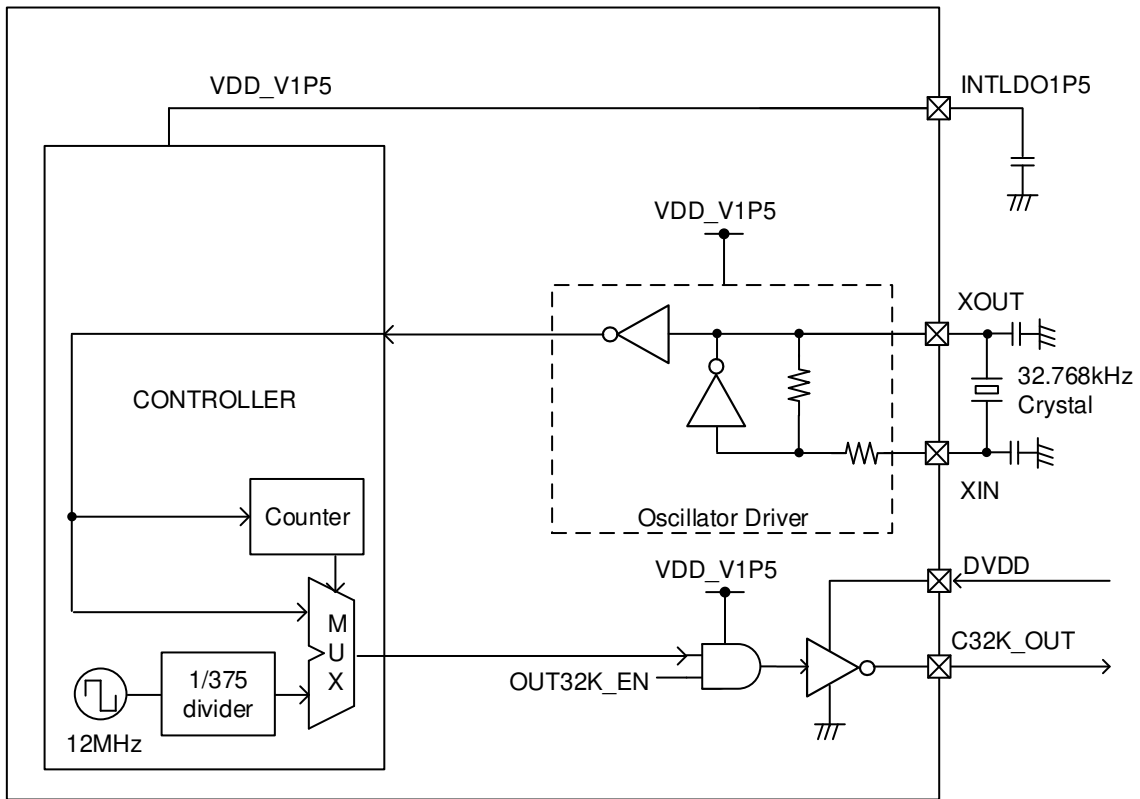 VDD_V1P5
INTLDO1P5
VDD_V1P5
XOUT
32.768kHz
Crystal
CONTROLLER
XIN
Counter
Oscillator Driver
VDD_V1P5
DVDD
M
U
X
C32K_OUT
1/375
divider
OUT32K_EN
12MHz